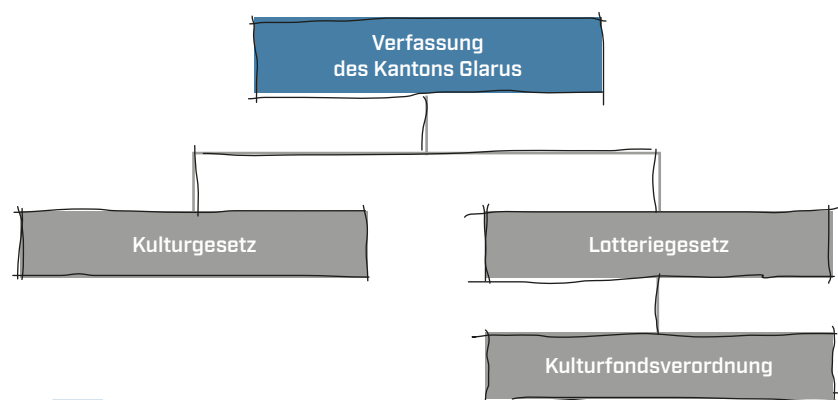 Verfassung
des Kantons Glarus
Kulturgesetz
Lotteriegesetz
Kulturfondsverordnung